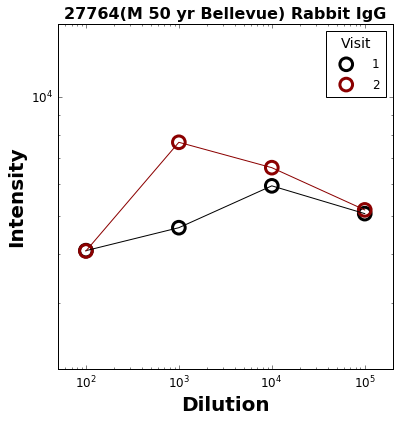 27764(M 50 yr Bellevue) Rabbit IgG
Visit
1
2
10⁴
Intensity
10² 10³ 10⁴ 10⁵
Dilution